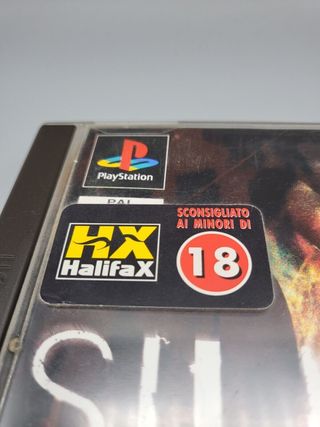 PlayStation
PAL
SCONSIGLIATO
AI MINORI DI
HX
Halifax
18